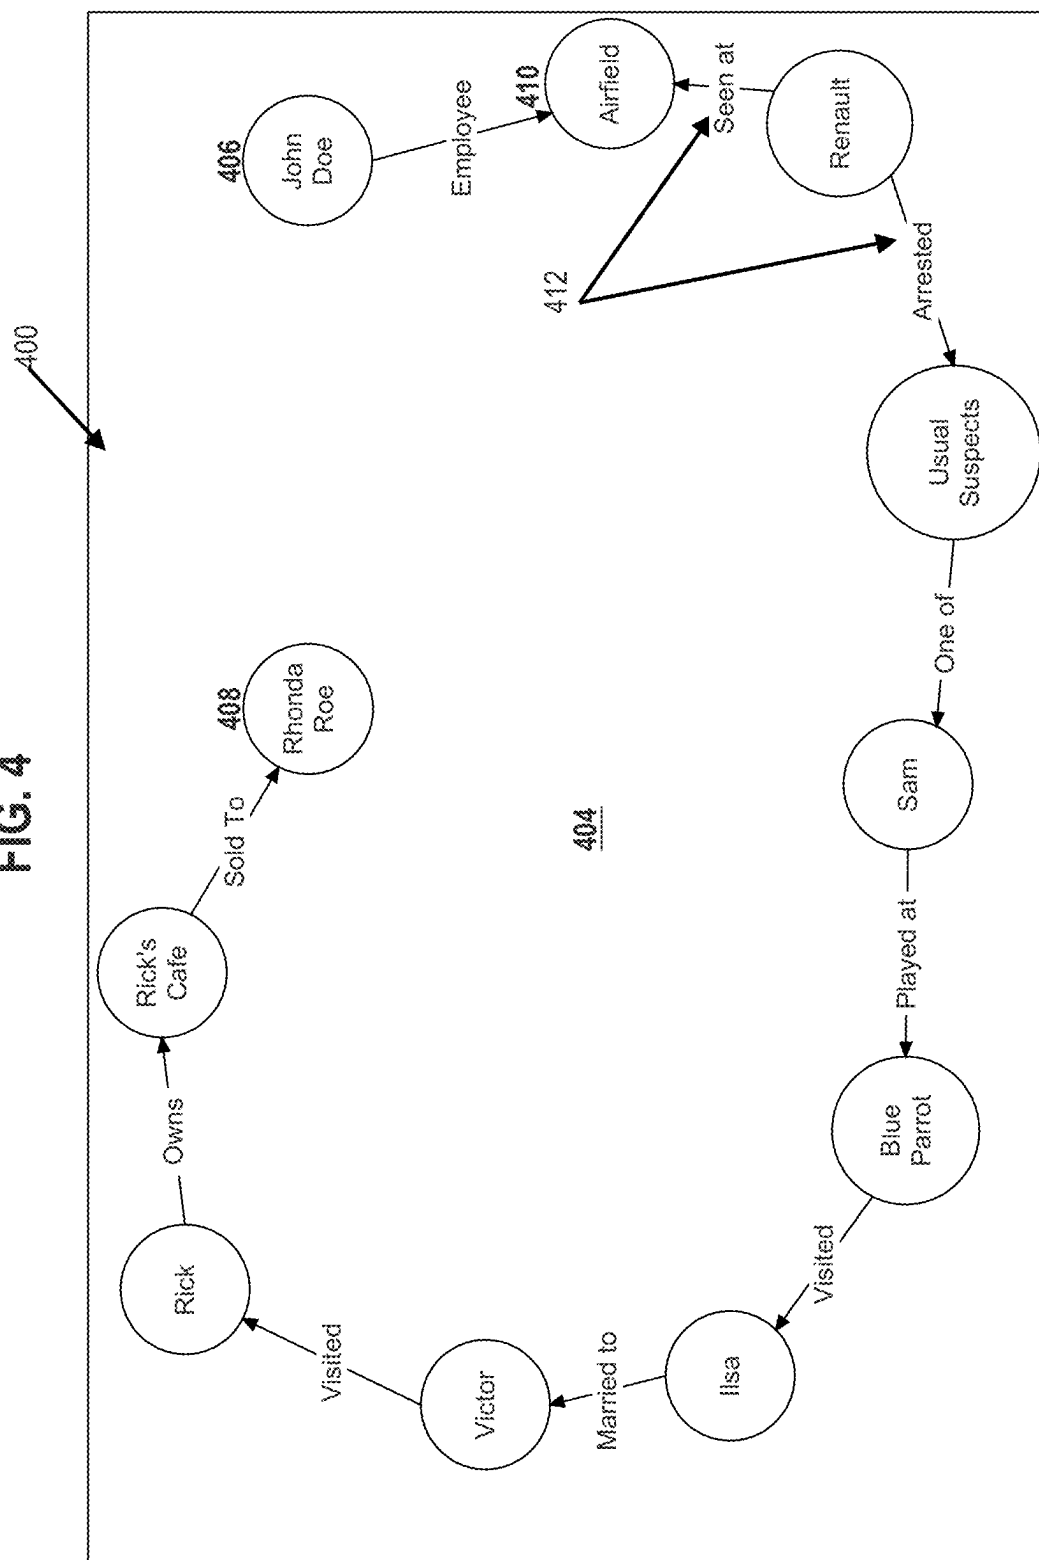 FIG. 4
400
406
John
Doe
Employee
410
Airfield
Seen at
412
Renault
Arrested
Usual
Suspects
One of
Sam
Played at
Blue
Parrot
Visited
Ilsa
Married to
Victor
Visited
Rick
Owns
Rick's
Cafe
Sold To
408
Rhonda
Roe
404